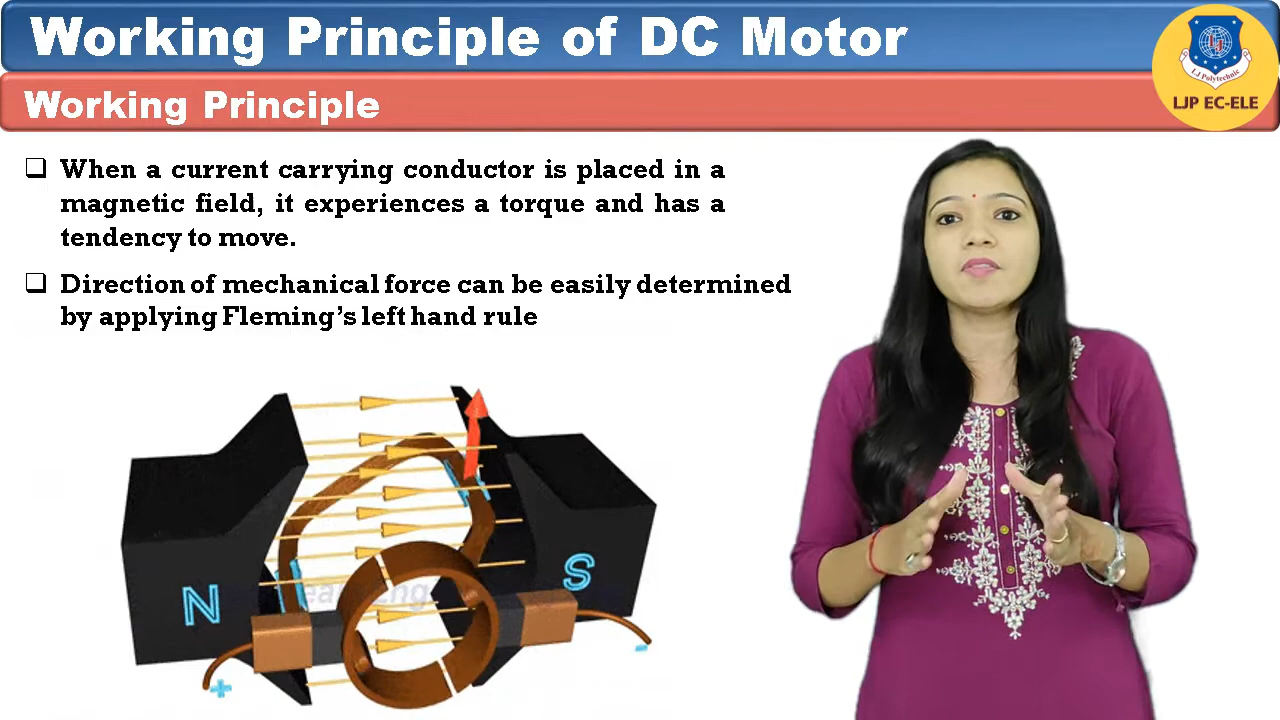 Working Principle of DC Motor
Working Principle
LJ Polytechnic
LJP EC-ELE
❑ When a current carrying conductor is placed in a
magnetic field, it experiences a torque and has a
tendency to move.
❑ Direction of mechanical force can be easily determined
by applying Fleming's left hand rule
N
S
+
-